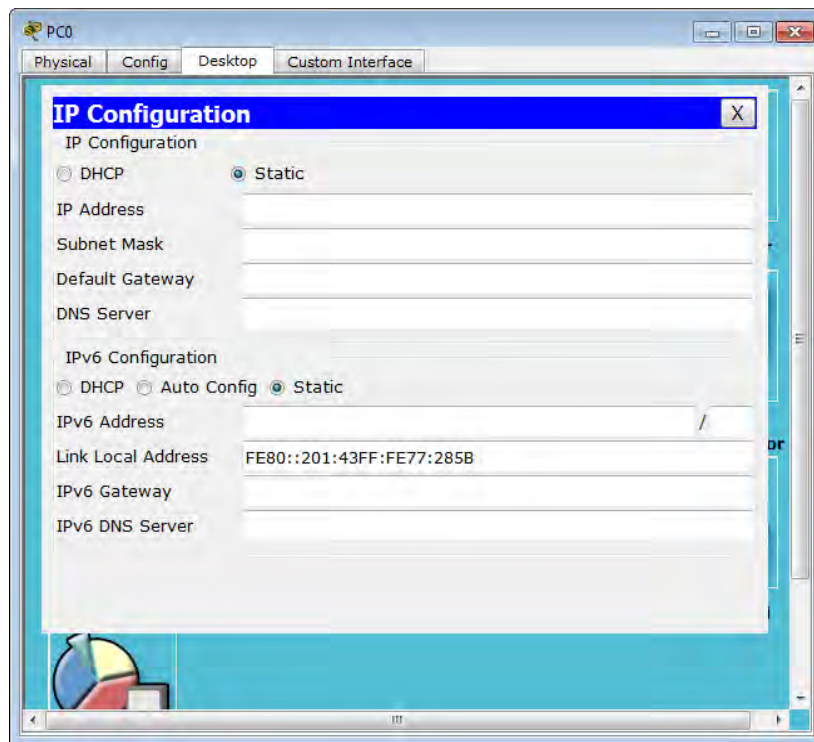 PC0
Physical Config Desktop Custom Interface
IP Configuration X
IP Configuration
DHCP Static
IP Address
Subnet Mask
Default Gateway
DNS Server
IPv6 Configuration
DHCP Auto Config Static
IPv6 Address /
Link Local Address FE80::201:43FF:FE77:285B
IPv6 Gateway
IPv6 DNS Server
or